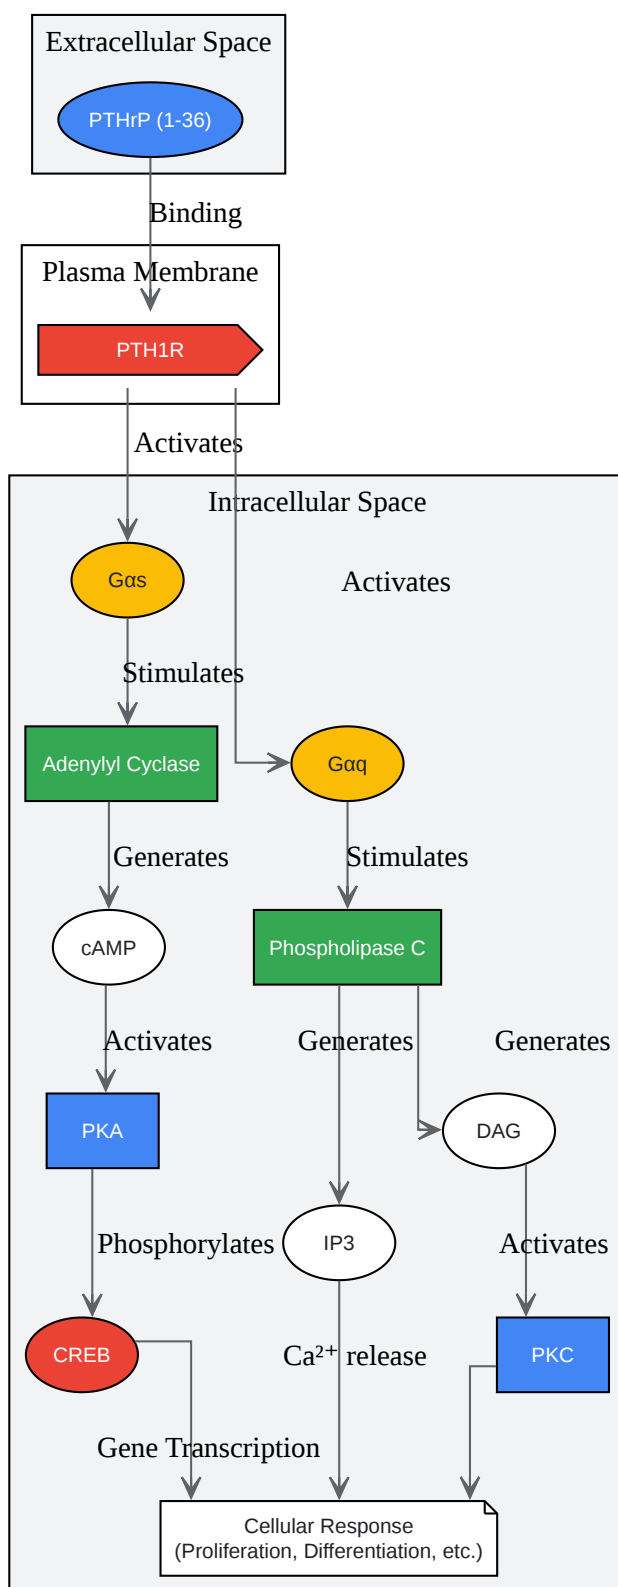 Extracellular Space
PTHrP (1-36)
Binding
Plasma Membrane
PTH1R
Activates
Intracellular Space
Gαs
Activates
Stimulates
Adenylyl Cyclase
Gαq
Generates
Stimulates
cAMP
Phospholipase C
Activates
Generates
Generates
PKA
DAG
Phosphorylates
IP3
Activates
CREB
Ca²⁺ release
PKC
Gene Transcription
Cellular Response
(Proliferation, Differentiation, etc.)